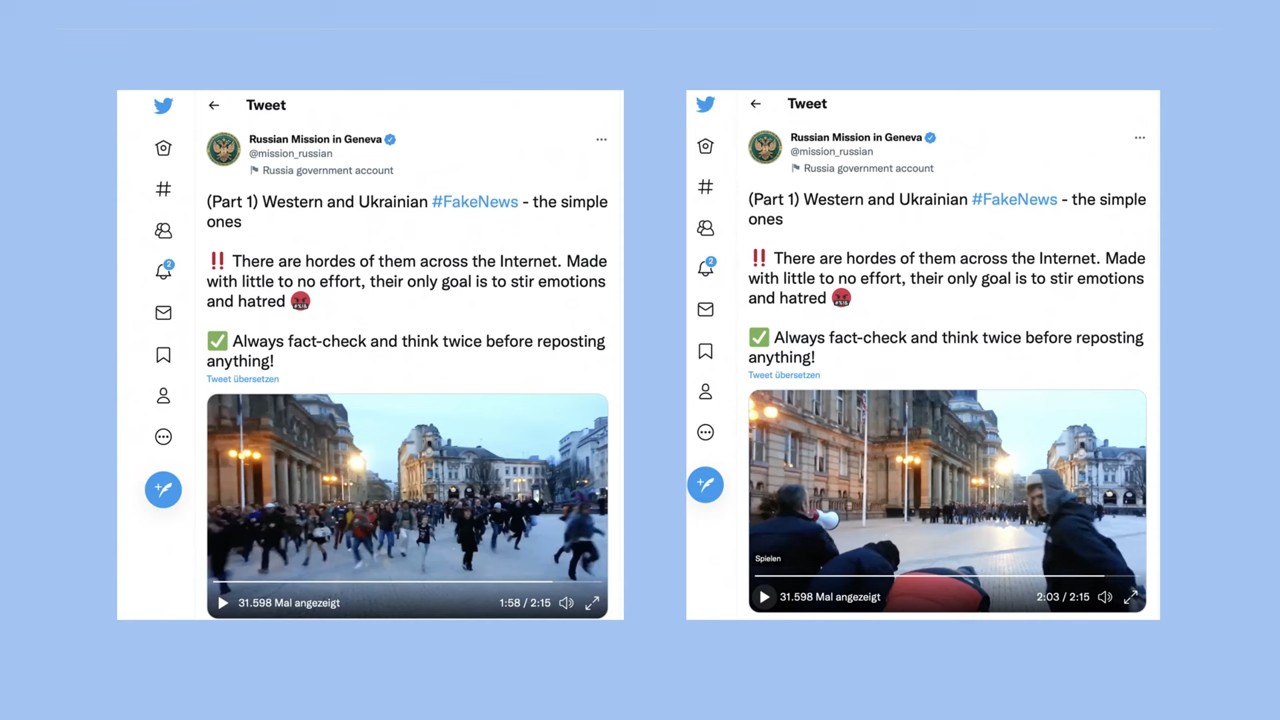 Tweet
Russian Mission in Geneva
@mission_russian
Russia government account
(Part 1) Western and Ukrainian #FakeNews - the simple
ones
‼️ There are hordes of them across the Internet. Made
with little to no effort, their only goal is to stir emotions
and hatred 🤬
✅ Always fact-check and think twice before reposting
anything!
Tweet übersetzen
31.598 Mal angezeigt
1:58 / 2:15
2
Tweet
Russian Mission in Geneva
@mission_russian
Russia government account
(Part 1) Western and Ukrainian #FakeNews - the simple
ones
‼️ There are hordes of them across the Internet. Made
with little to no effort, their only goal is to stir emotions
and hatred 🤬
✅ Always fact-check and think twice before reposting
anything!
Tweet übersetzen
Spielen
31.598 Mal angezeigt
2:03 / 2:15
2